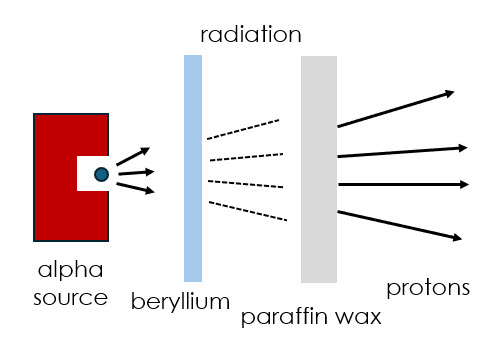 radiation
alpha
source
beryllium
paraffin wax
protons